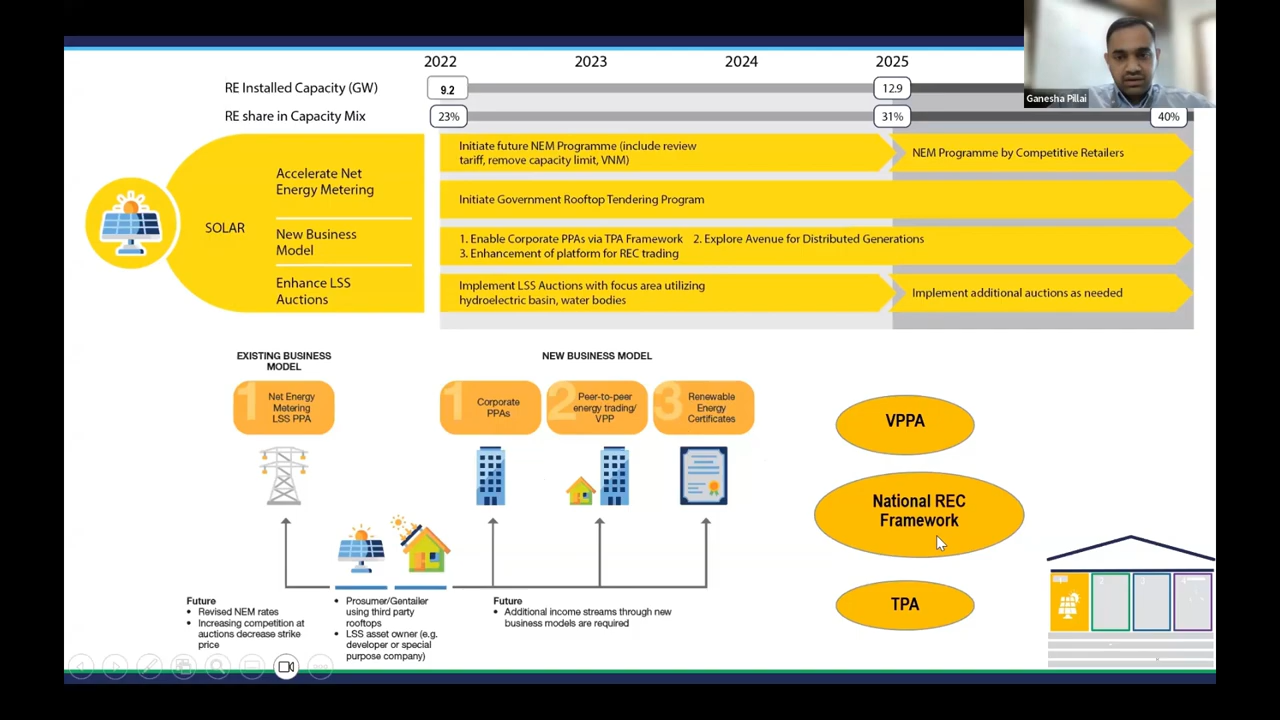 2022
2023
2024
2025
RE Installed Capacity (GW)
9.2
12.9
RE share in Capacity Mix
23%
31%
40%
Ganesha Pillai
SOLAR
Accelerate Net
Energy Metering
New Business
Model
Enhance LSS
Auctions
Initiate future NEM Programme (include review
tariff, remove capacity limit, VNM)
NEM Programme by Competitive Retailers
Initiate Government Rooftop Tendering Program
1. Enable Corporate PPAs via TPA Framework 2. Explore Avenue for Distributed Generations
3. Enhancement of platform for REC trading
Implement LSS Auctions with focus area utilizing
hydroelectric basin, water bodies
Implement additional auctions as needed
EXISTING BUSINESS
MODEL
1
Net Energy
Metering
LSS PPA
NEW BUSINESS MODEL
1
Corporate
PPAs
2
Peer-to-peer
energy trading/
VPP
3
Renewable
Energy
Certificates
VPPA
National REC
Framework
TPA
Future
• Revised NEM rates
• Increasing competition at
auctions decrease strike
price
• Prosumer/Gentailer
using third party
rooftops
• LSS asset owner (e.g.
developer or special
purpose company)
Future
• Additional income streams through new
business models are required
1
2
3
4